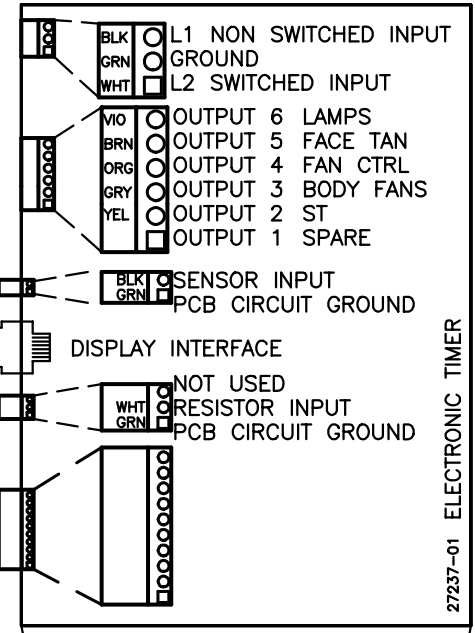 BLK L1 NON SWITCHED INPUT
GRN GROUND
WHT L2 SWITCHED INPUT
VIO OUTPUT 6 LAMPS
BRN OUTPUT 5 FACE TAN
ORG OUTPUT 4 FAN CTRL
GRY OUTPUT 3 BODY FANS
YEL OUTPUT 2 ST
OUTPUT 1 SPARE
BLK SENSOR INPUT
GRN PCB CIRCUIT GROUND
DISPLAY INTERFACE
NOT USED
WHT RESISTOR INPUT
GRN PCB CIRCUIT GROUND
27237-01 ELECTRONIC TIMER